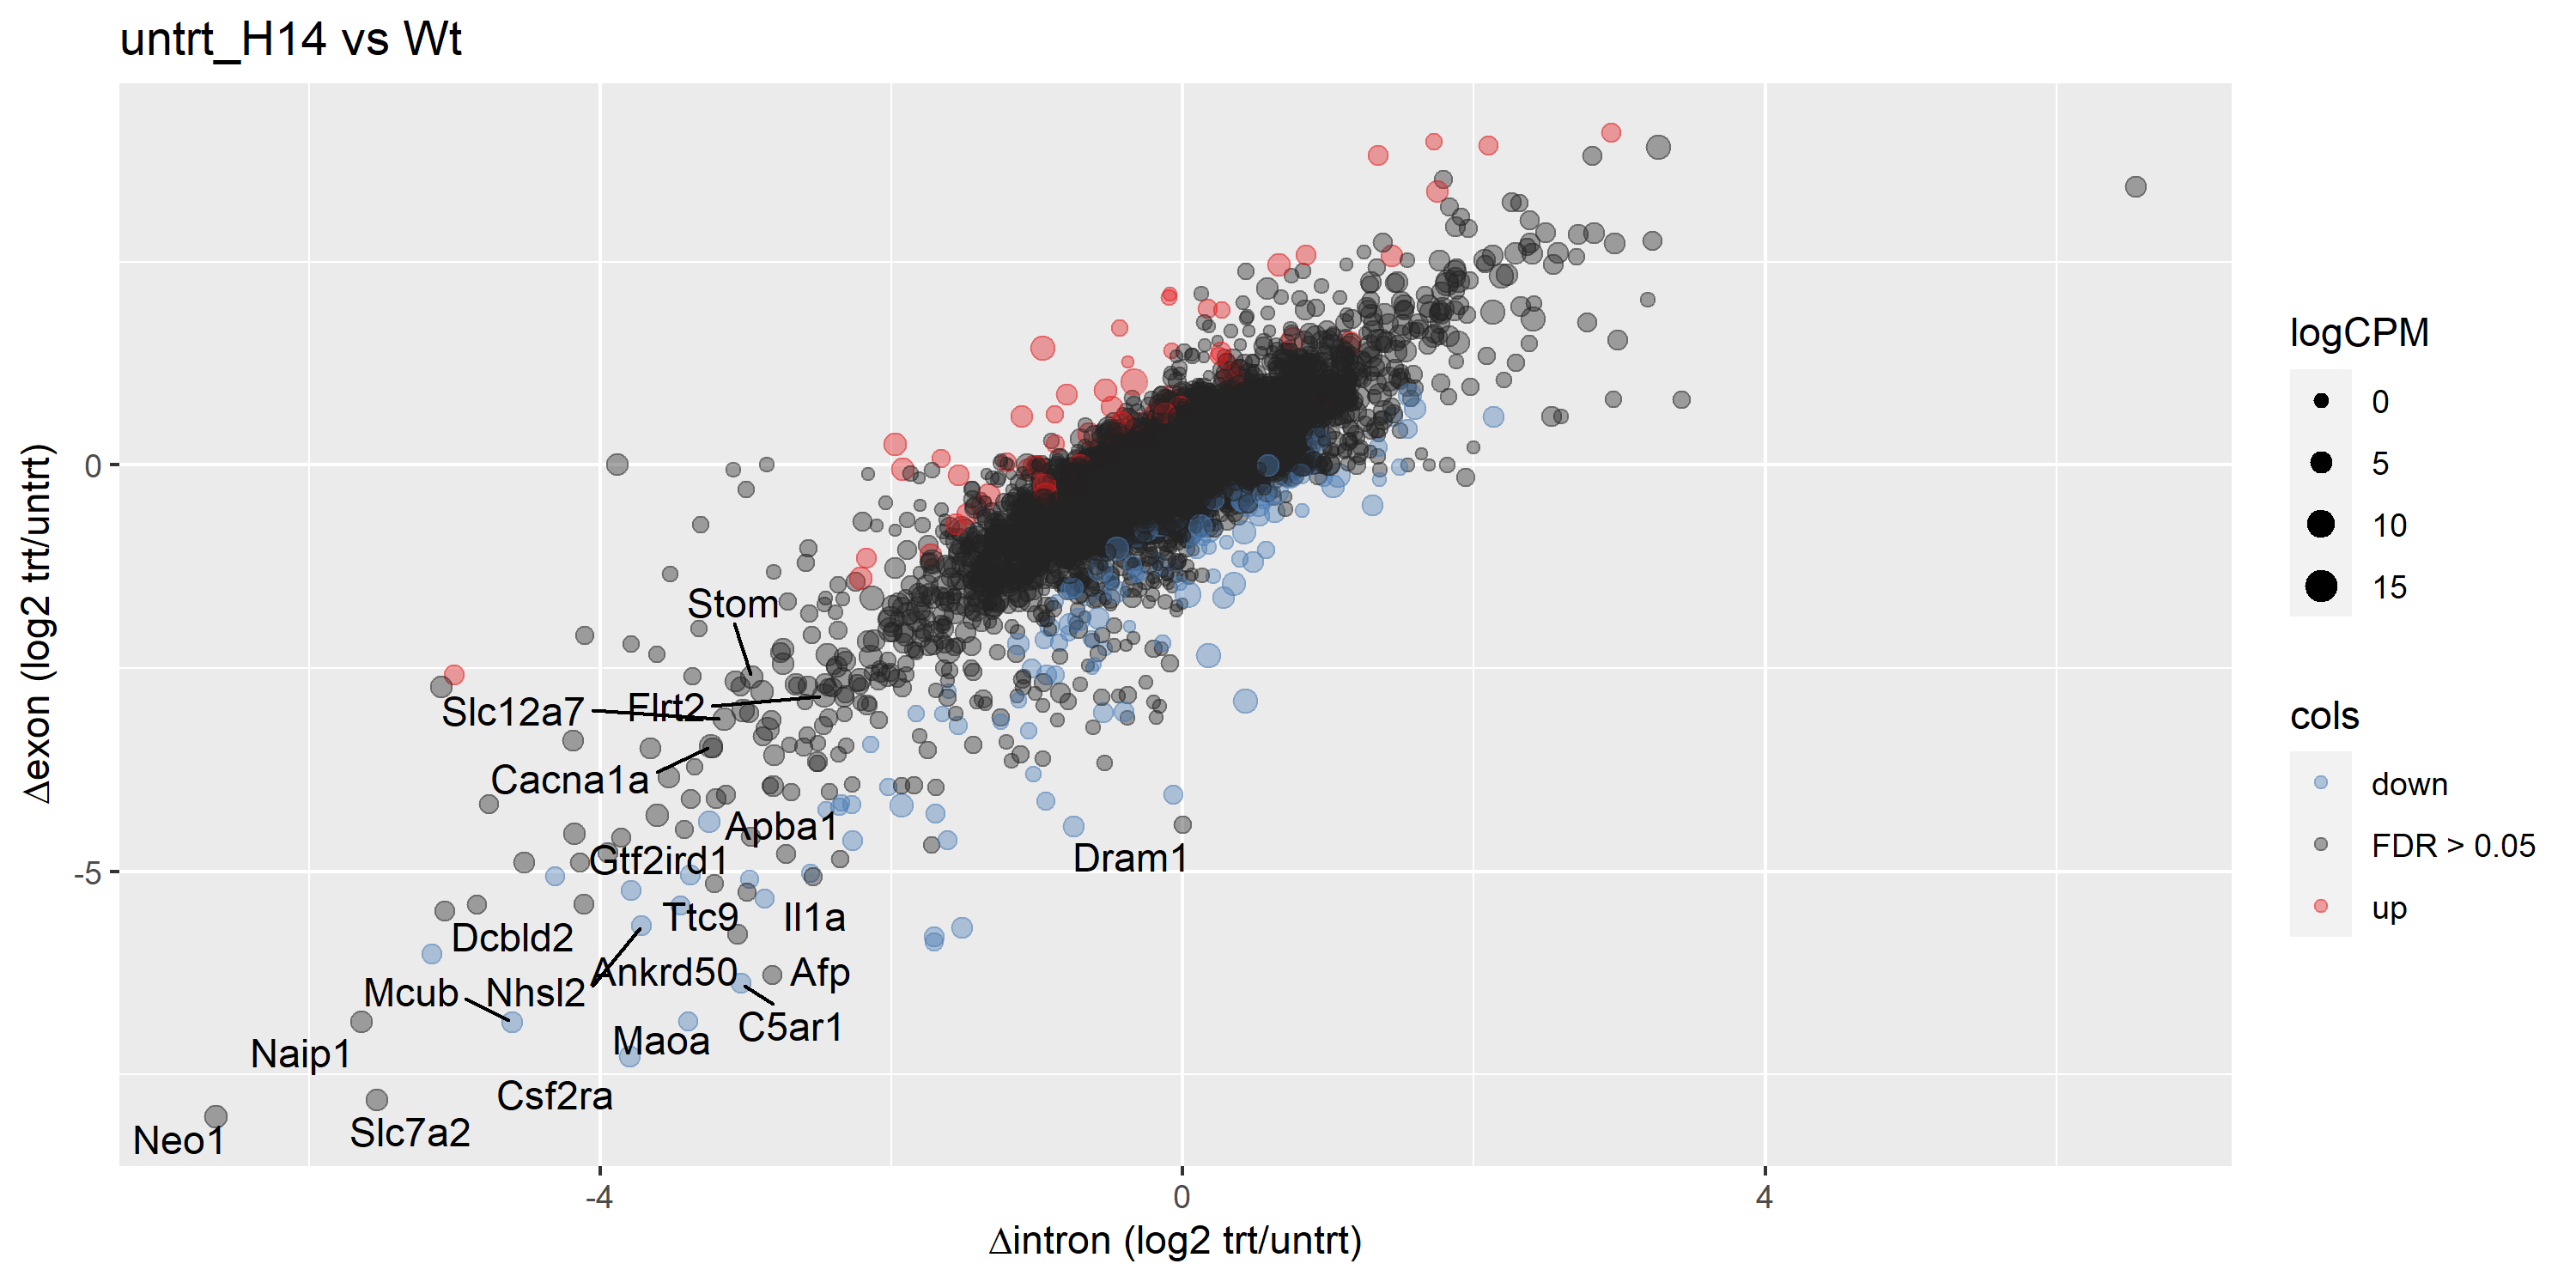 untrt_H14 vs Wt
Δexon (log2 trt/untrt)
0
-5
Stom
Slc12a7
Flrt2
Cacna1a
Apba1
Gtf2ird1
Dram1
Ttc9
Il1a
Dcbld2
Ankrd50
Afp
Mcub
Nhsl2
C5ar1
Maoa
Naip1
Csf2ra
Slc7a2
Neo1
-4
0
4
Δintron (log2 trt/untrt)
logCPM
0
5
10
15
cols
down
FDR > 0.05
up